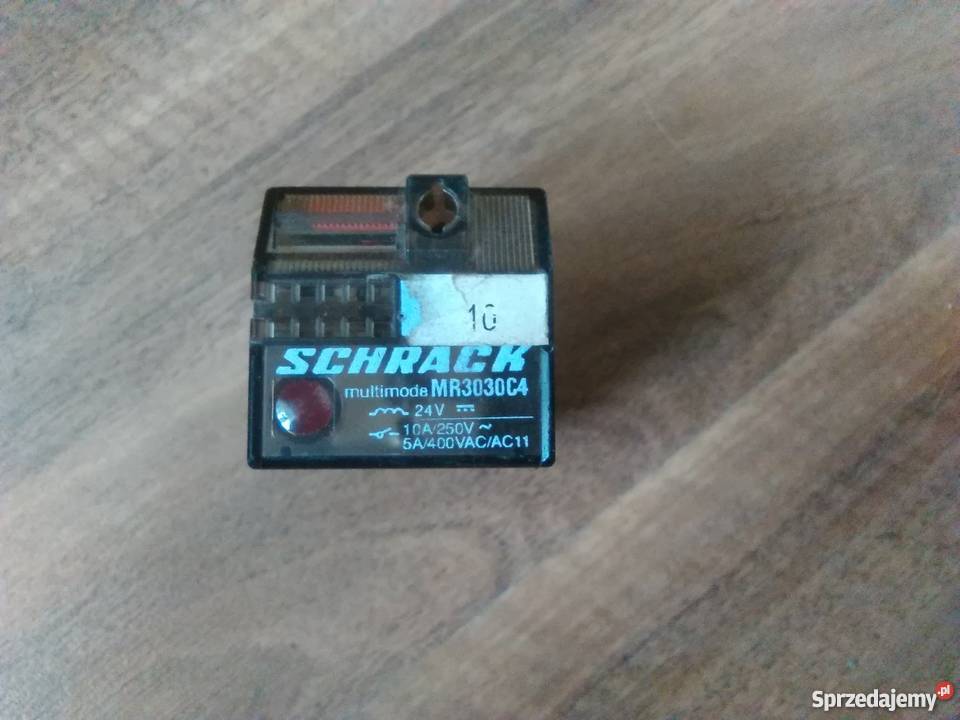 10
SCHRACK
multimode MR3030C4
24V ⎓
10A/250V ~
5A/400VAC/AC11
Sprzedajemy.pl